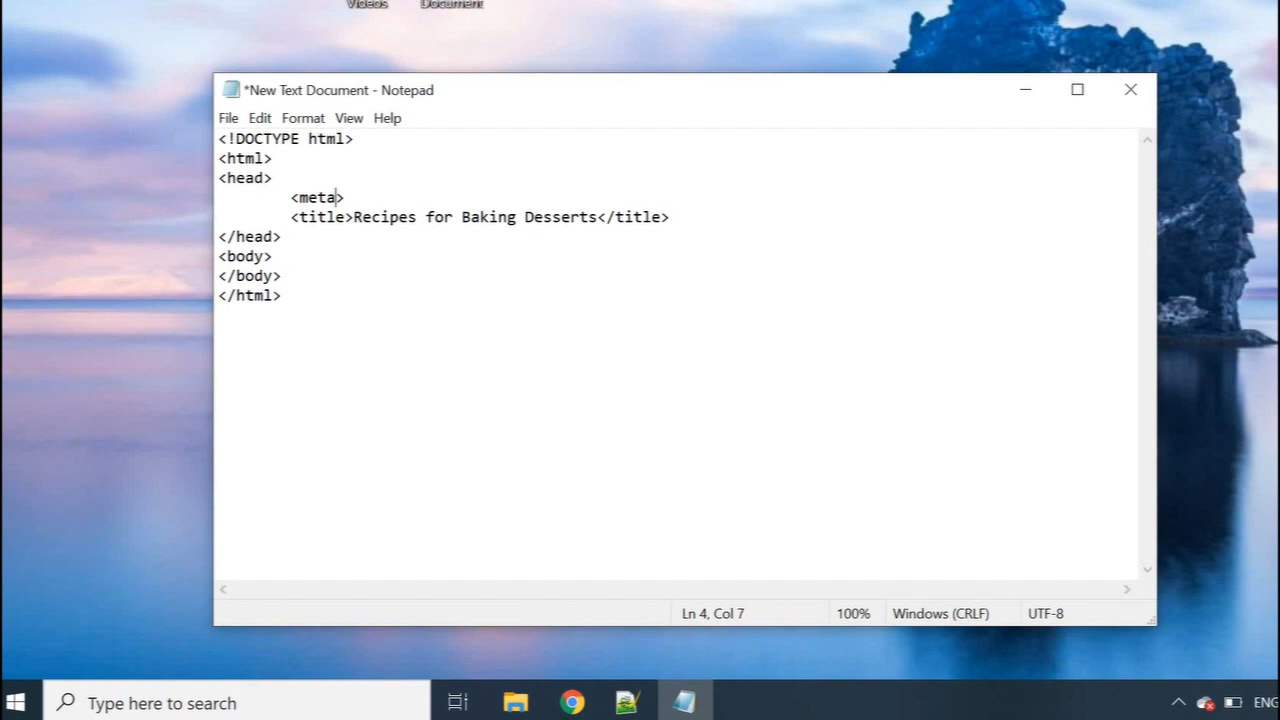 Videos Document
*New Text Document - Notepad
File Edit Format View Help
<!DOCTYPE html>
<html>
<head>
<meta>
<title>Recipes for Baking Desserts</title>
</head>
<body>
</body>
</html>
Ln 4, Col 7 100% Windows (CRLF) UTF-8
Type here to search ENG